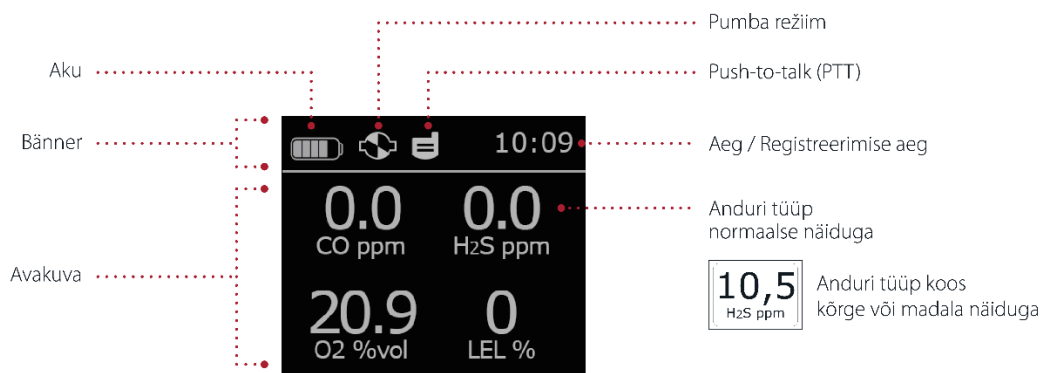 Pumba režiim
Aku
Push-to-talk (PTT)
Bänner
10:09
Aeg / Registreerimise aeg
0.0
CO ppm
0.0
H2S ppm
Anduri tüüp
normaalse näiduga
Avakuva
10,5
H2S ppm
Anduri tüüp koos
kõrge või madala näiduga
20.9
O2 %vol
0
LEL %